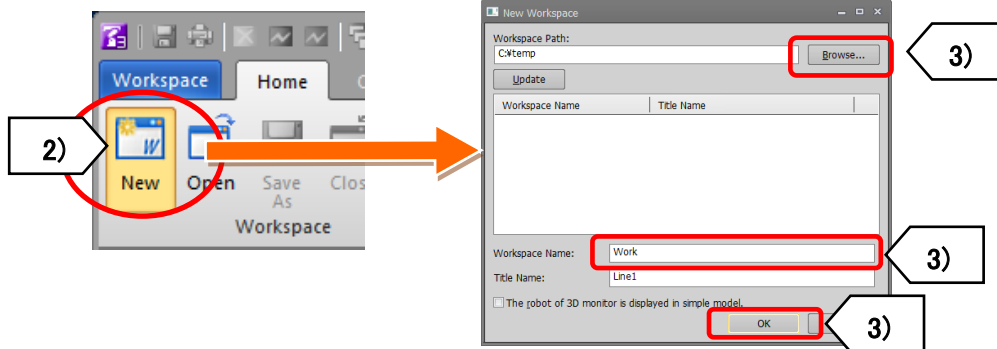 Workspace
Home
2)
New
Open
Save
As
Workspace
New Workspace
Workspace Path:
C:¥temp
Browse...
3)
Update
Workspace Name
Title Name
Workspace Name:
Work
3)
Title Name:
Line1
The robot of 3D monitor is displayed in simple model.
OK
3)